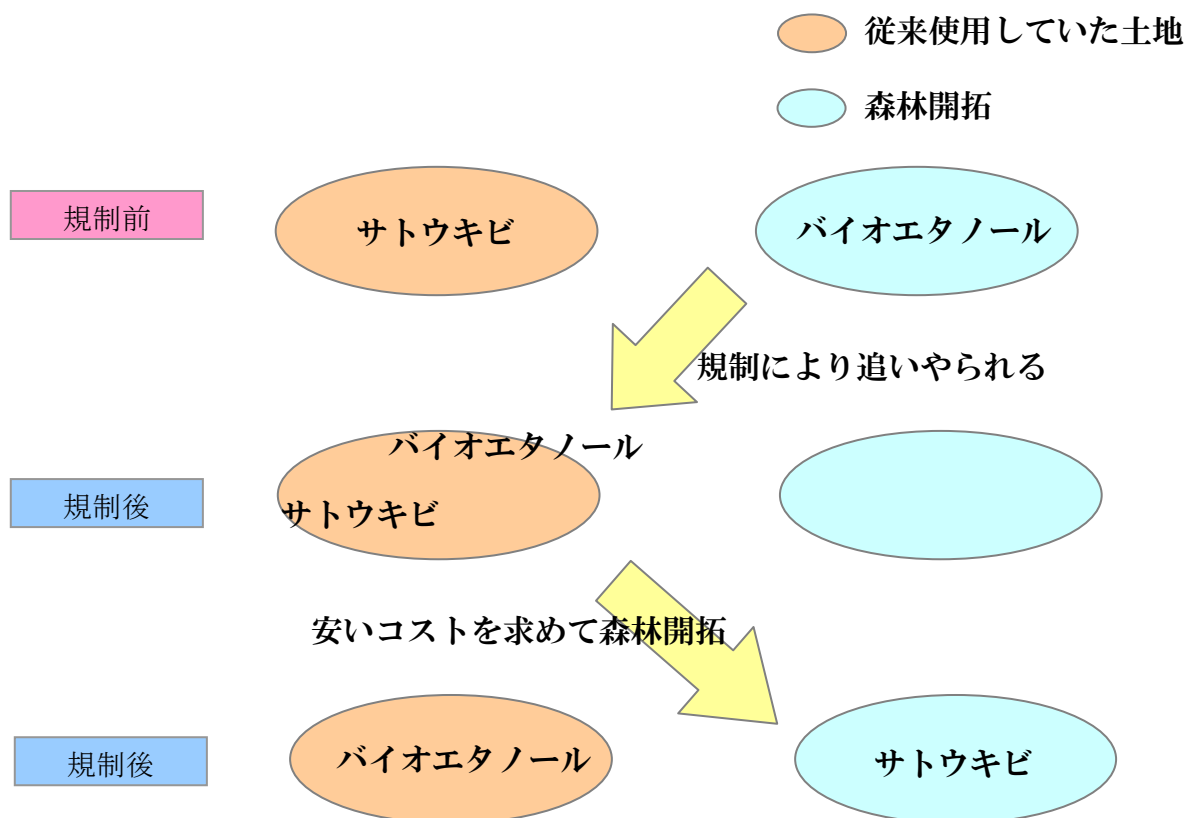 従来使用していた土地
森林開拓
規制前
サトウキビ
バイオエタノール
規制により追いやられる
バイオエタノール
規制後
サトウキビ
安いコストを求めて森林開拓
規制後
バイオエタノール
サトウキビ